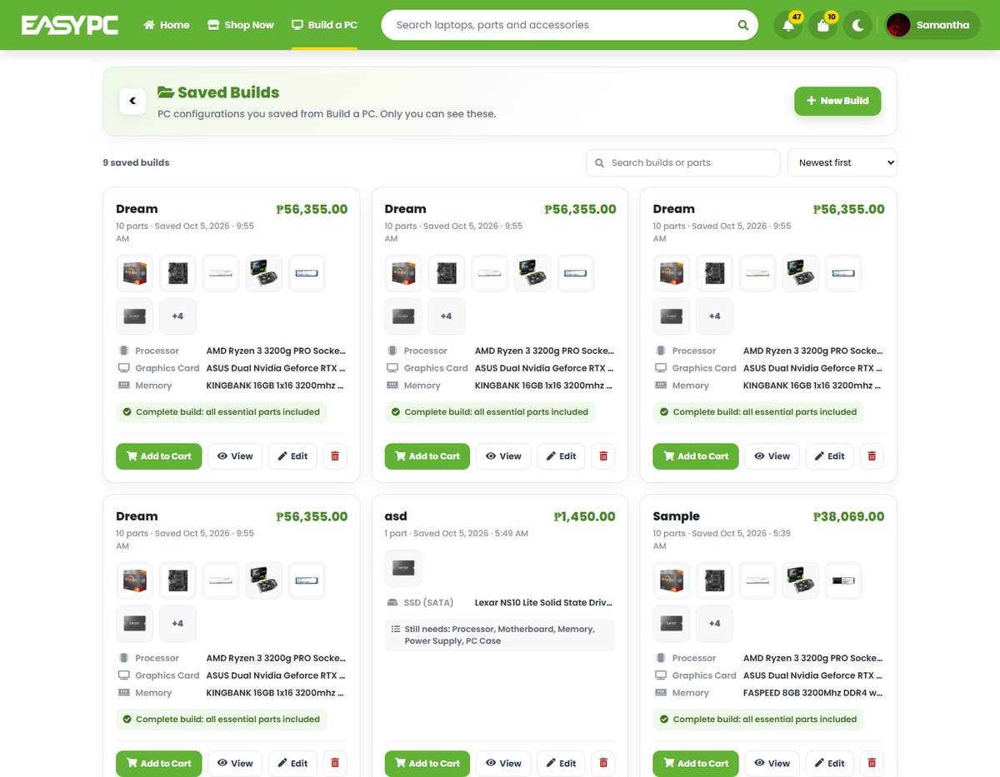 EASYPC
Home
Shop Now
Build a PC
Search laptops, parts and accessories
47
10
Samantha
Saved Builds
PC configurations you saved from Build a PC. Only you can see these.
New Build
9 saved builds
Search builds or parts
Newest first
Dream
₱56,355.00
10 parts · Saved Oct 5, 2026 · 9:55
AM
+4
Processor AMD Ryzen 3 3200g PRO Socke...
Graphics Card ASUS Dual Nvidia Geforce RTX ...
Memory KINGBANK 16GB 1x16 3200mhz ...
Complete build: all essential parts included
Add to Cart
View
Edit
Dream
₱56,355.00
10 parts · Saved Oct 5, 2026 · 9:55
AM
+4
Processor AMD Ryzen 3 3200g PRO Socke...
Graphics Card ASUS Dual Nvidia Geforce RTX ...
Memory KINGBANK 16GB 1x16 3200mhz ...
Complete build: all essential parts included
Add to Cart
View
Edit
Dream
₱56,355.00
10 parts · Saved Oct 5, 2026 · 9:55
AM
+4
Processor AMD Ryzen 3 3200g PRO Socke...
Graphics Card ASUS Dual Nvidia Geforce RTX ...
Memory KINGBANK 16GB 1x16 3200mhz ...
Complete build: all essential parts included
Add to Cart
View
Edit
Dream
₱56,355.00
10 parts · Saved Oct 5, 2026 · 9:55
AM
+4
Processor AMD Ryzen 3 3200g PRO Socke...
Graphics Card ASUS Dual Nvidia Geforce RTX ...
Memory KINGBANK 16GB 1x16 3200mhz ...
Complete build: all essential parts included
Add to Cart
View
Edit
asd
₱1,450.00
1 part · Saved Oct 5, 2026 · 5:49 AM
SSD (SATA) Lexar NS10 Lite Solid State Driv...
Still needs: Processor, Motherboard, Memory,
Power Supply, PC Case
Add to Cart
View
Edit
Sample
₱38,069.00
10 parts · Saved Oct 5, 2026 · 5:39
AM
+4
Processor AMD Ryzen 3 3200g PRO Socke...
Graphics Card ASUS Dual Nvidia Geforce RTX ...
Memory FASPEED 8GB 3200Mhz DDR4 w...
Complete build: all essential parts included
Add to Cart
View
Edit